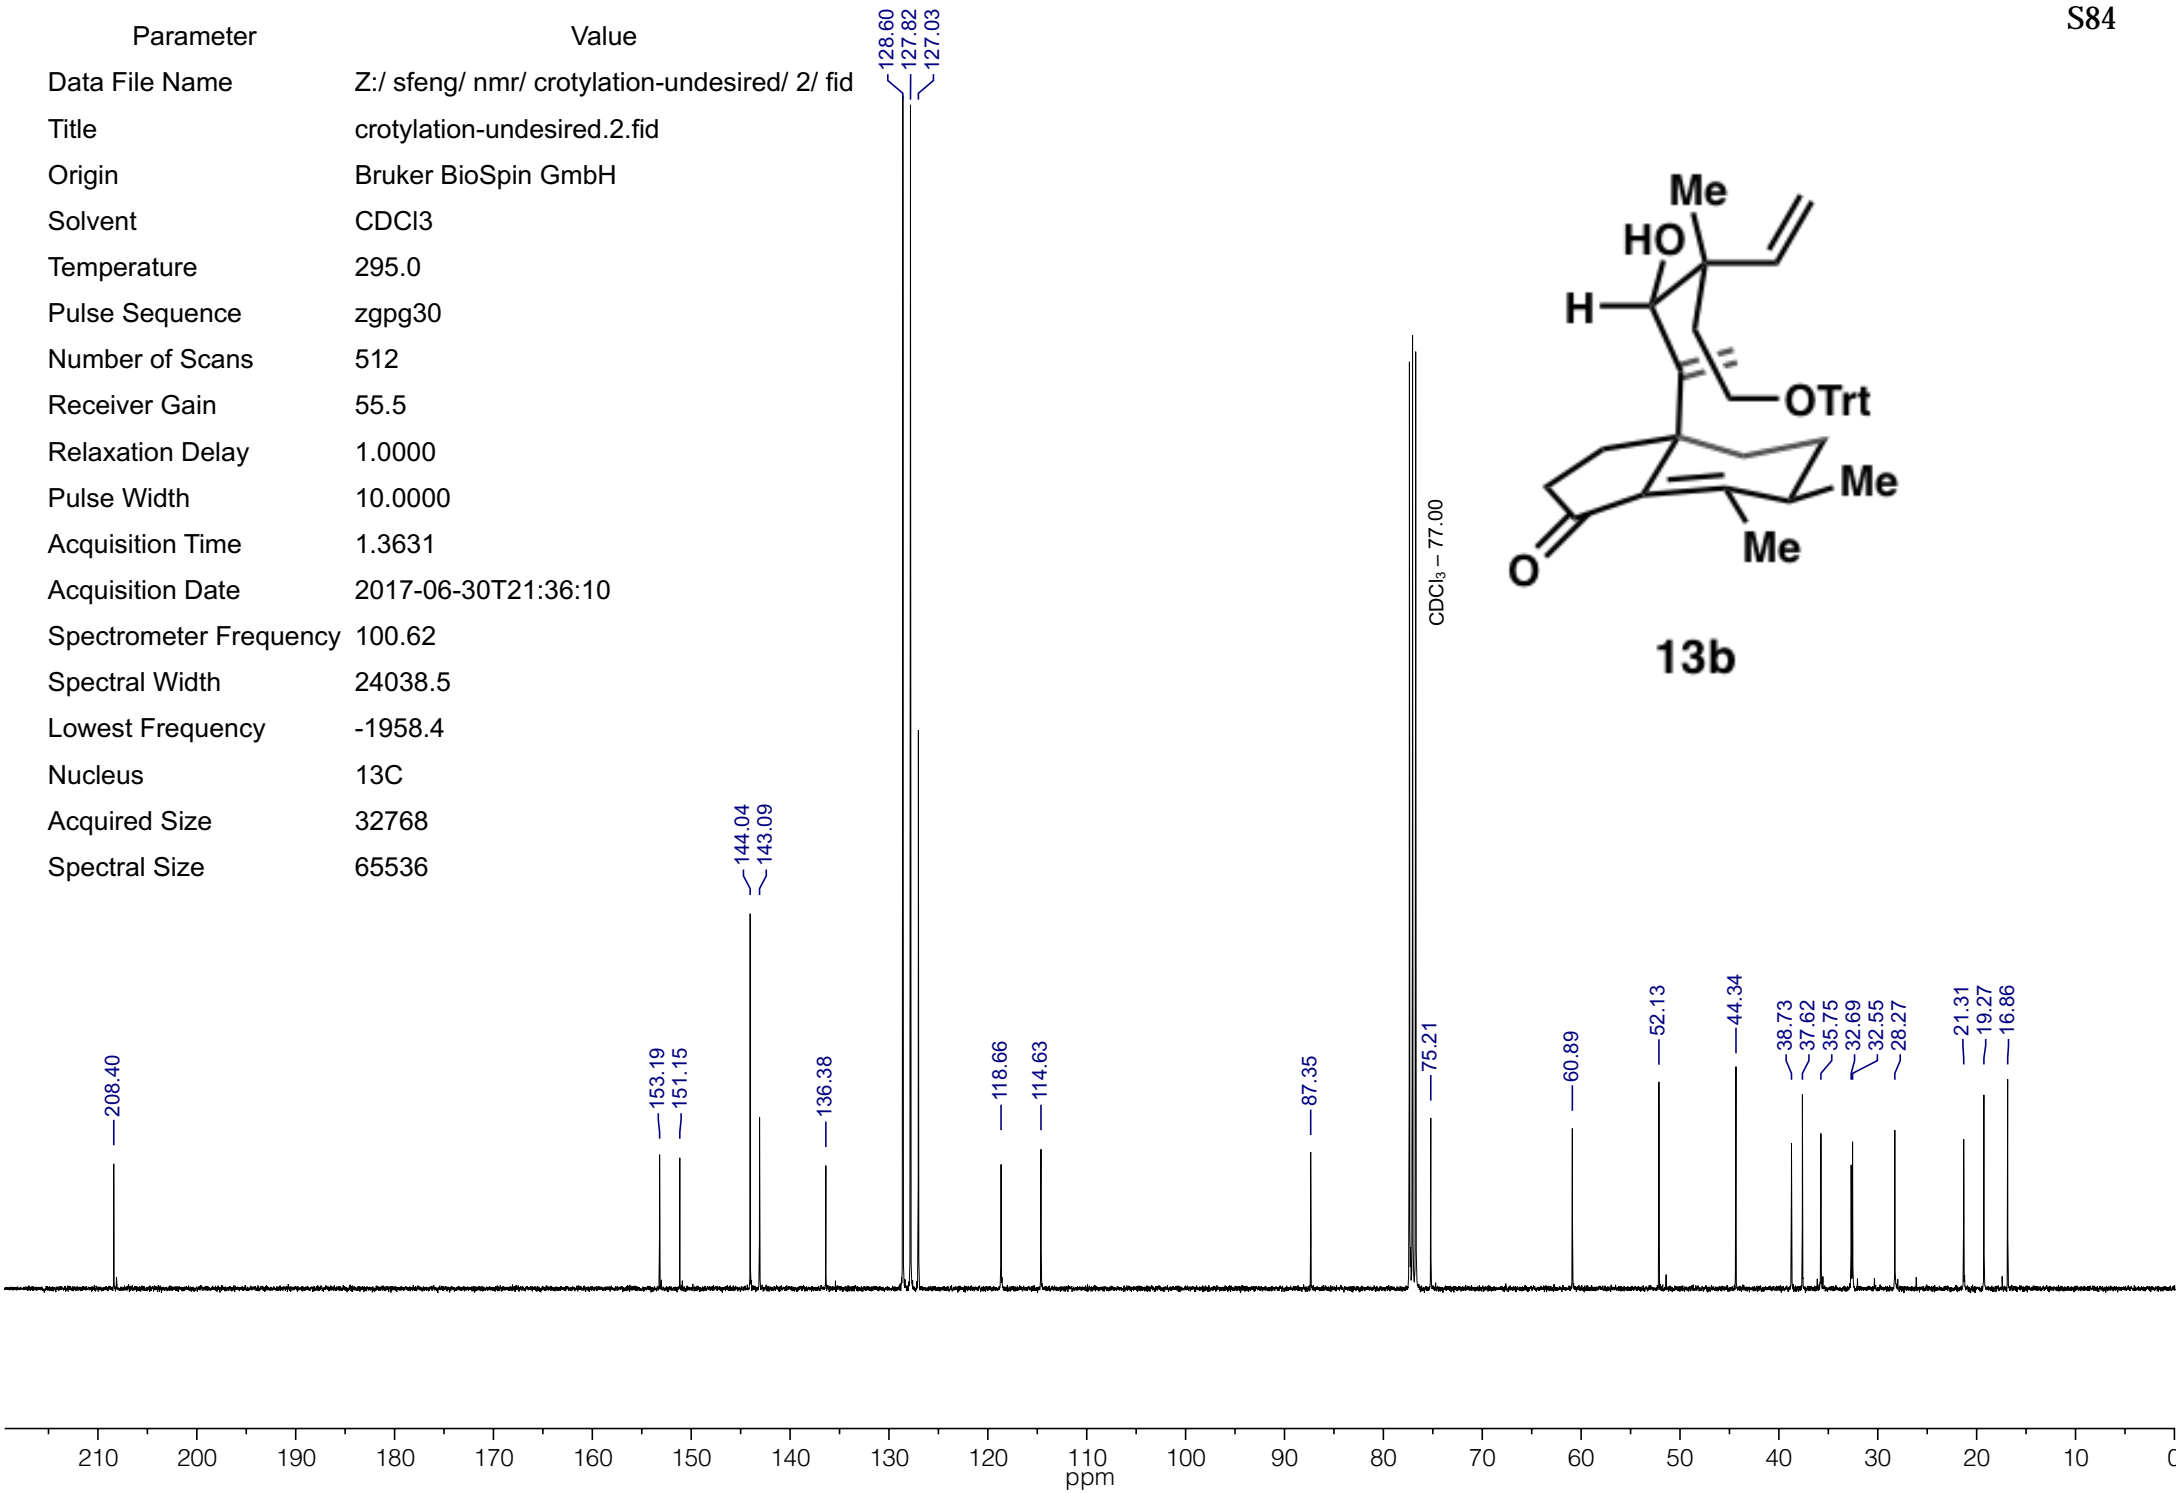 S84
Parameter Value
Data File Name Z:/ sfeng/ nmr/ crotylation-undesired/ 2/ fid
Title crotylation-undesired.2.fid
Origin Bruker BioSpin GmbH
Solvent CDCl3
Temperature 295.0
Pulse Sequence zgpg30
Number of Scans 512
Receiver Gain 55.5
Relaxation Delay 1.0000
Pulse Width 10.0000
Acquisition Time 1.3631
Acquisition Date 2017-06-30T21:36:10
Spectrometer Frequency 100.62
Spectral Width 24038.5
Lowest Frequency -1958.4
Nucleus 13C
Acquired Size 32768
Spectral Size 65536
208.40
153.19
151.15
144.04
143.09
136.38
128.60
127.82
127.03
118.66
114.63
87.35
CDCl₃ – 77.00
75.21
60.89
52.13
44.34
38.73
37.62
35.75
32.69
32.55
28.27
21.31
19.27
16.86
Me
HO
H
OTrt
Me
Me
O
13b
210 200 190 180 170 160 150 140 130 120 110 100 90 80 70 60 50 40 30 20 10 0
ppm